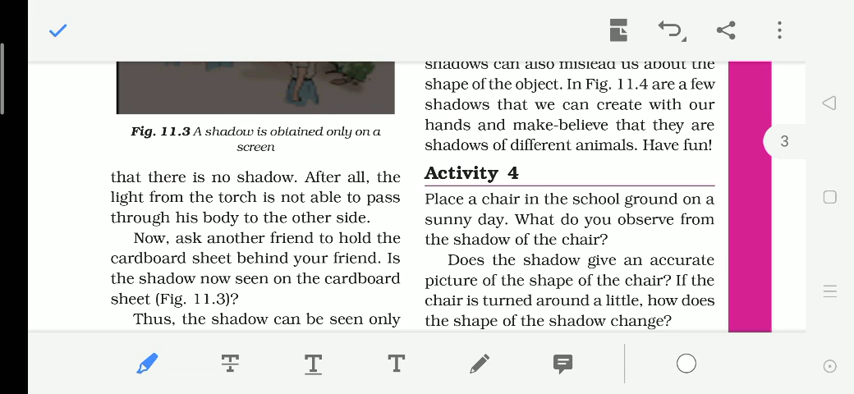 Fig. 11.3 A shadow is obtained only on a
screen
that there is no shadow. After all, the
light from the torch is not able to pass
through his body to the other side.
Now, ask another friend to hold the
cardboard sheet behind your friend. Is
the shadow now seen on the cardboard
sheet (Fig. 11.3)?
Thus, the shadow can be seen only
shadows can also mislead us about the
shape of the object. In Fig. 11.4 are a few
shadows that we can create with our
hands and make-believe that they are
shadows of different animals. Have fun!
Activity 4
Place a chair in the school ground on a
sunny day. What do you observe from
the shadow of the chair?
Does the shadow give an accurate
picture of the shape of the chair? If the
chair is turned around a little, how does
the shape of the shadow change?
3
T
T
T